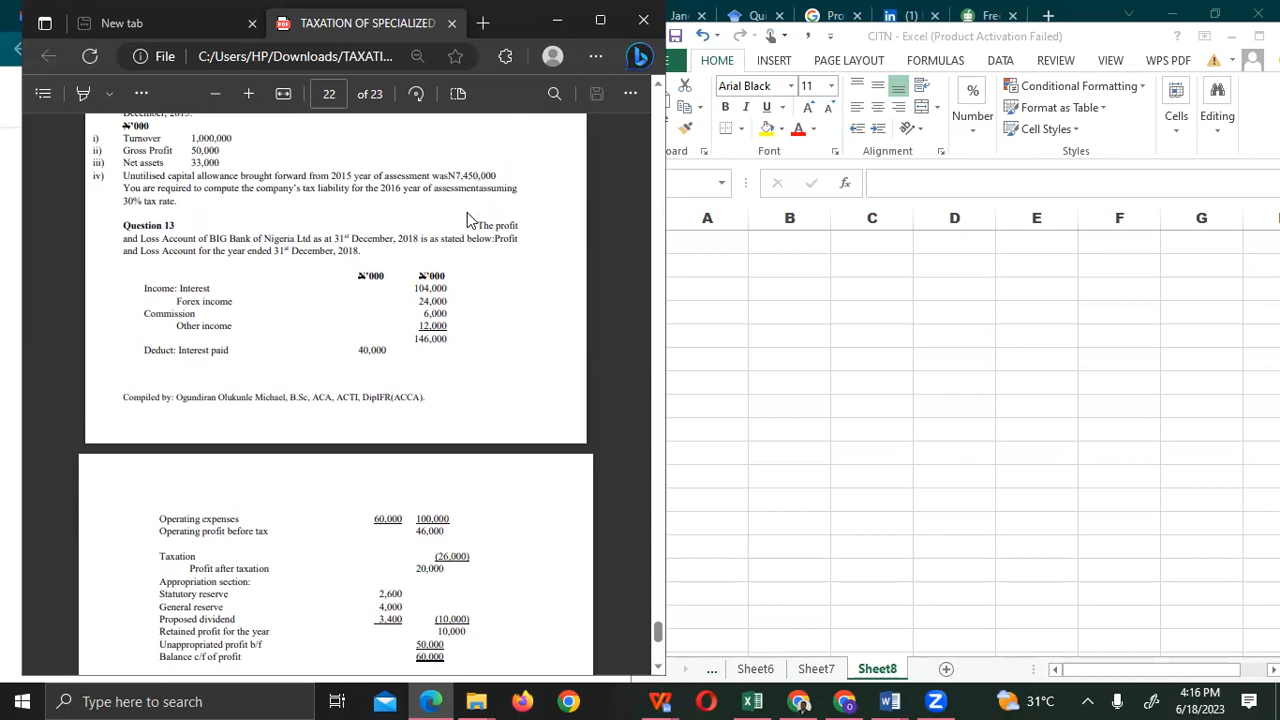 New tab
TAXATION OF SPECIALIZED
File
C:/Users/HP/Downloads/TAXATI...
22 of 23
₦'000
i) Turnover 1,000,000
ii) Gross Profit 50,000
iii) Net assets 33,000
iv) Unutilised capital allowance brought forward from 2015 year of assessment wasN7,450,000
You are required to compute the company's tax liability for the 2016 year of assessmentassuming
30% tax rate.
Question 13 The profit
and Loss Account of BIG Bank of Nigeria Ltd as at 31st December, 2018 is as stated below:Profit
and Loss Account for the year ended 31st December, 2018.
₦'000 ₦'000
Income: Interest 104,000
Forex income 24,000
Commission 6,000
Other income 12,000
146,000
Deduct: Interest paid 40,000
Compiled by: Ogundiran Olukunle Michael, B.Sc, ACA, ACTI, DipIFR(ACCA).
Operating expenses 60,000 100,000
Operating profit before tax 46,000
Taxation (26,000)
Profit after taxation 20,000
Appropriation section:
Statutory reserve 2,600
General reserve 4,000
Proposed dividend 3,400 (10,000)
Retained profit for the year 10,000
Unappropriated profit b/f 50,000
Balance c/f of profit 60,000
CITN - Excel (Product Activation Failed)
HOME INSERT PAGE LAYOUT FORMULAS DATA REVIEW VIEW WPS PDF
Arial Black 11
B I U
Number
Conditional Formatting
Format as Table
Cell Styles
Cells
Editing
Font
Alignment
Styles
A B C D E F G
... Sheet6 Sheet7 Sheet8
Type here to search
31°C
4:16 PM
6/18/2023